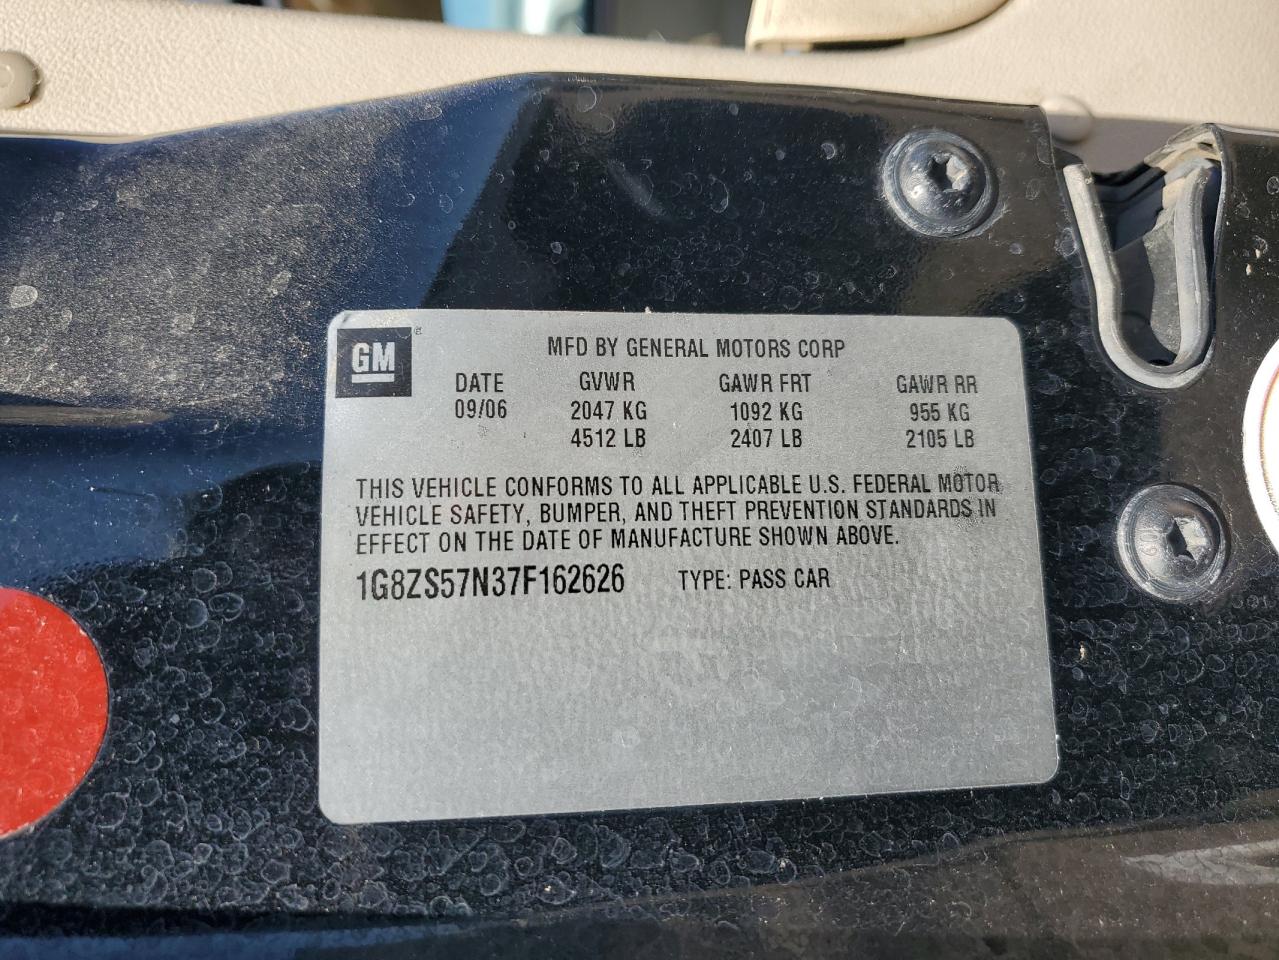 GM
MFD BY GENERAL MOTORS CORP
DATE GVWR GAWR FRT GAWR RR
09/06 2047 KG 1092 KG 955 KG
4512 LB 2407 LB 2105 LB
THIS VEHICLE CONFORMS TO ALL APPLICABLE U.S. FEDERAL MOTOR
VEHICLE SAFETY, BUMPER, AND THEFT PREVENTION STANDARDS IN
EFFECT ON THE DATE OF MANUFACTURE SHOWN ABOVE.
1G8ZS57N37F162626 TYPE: PASS CAR